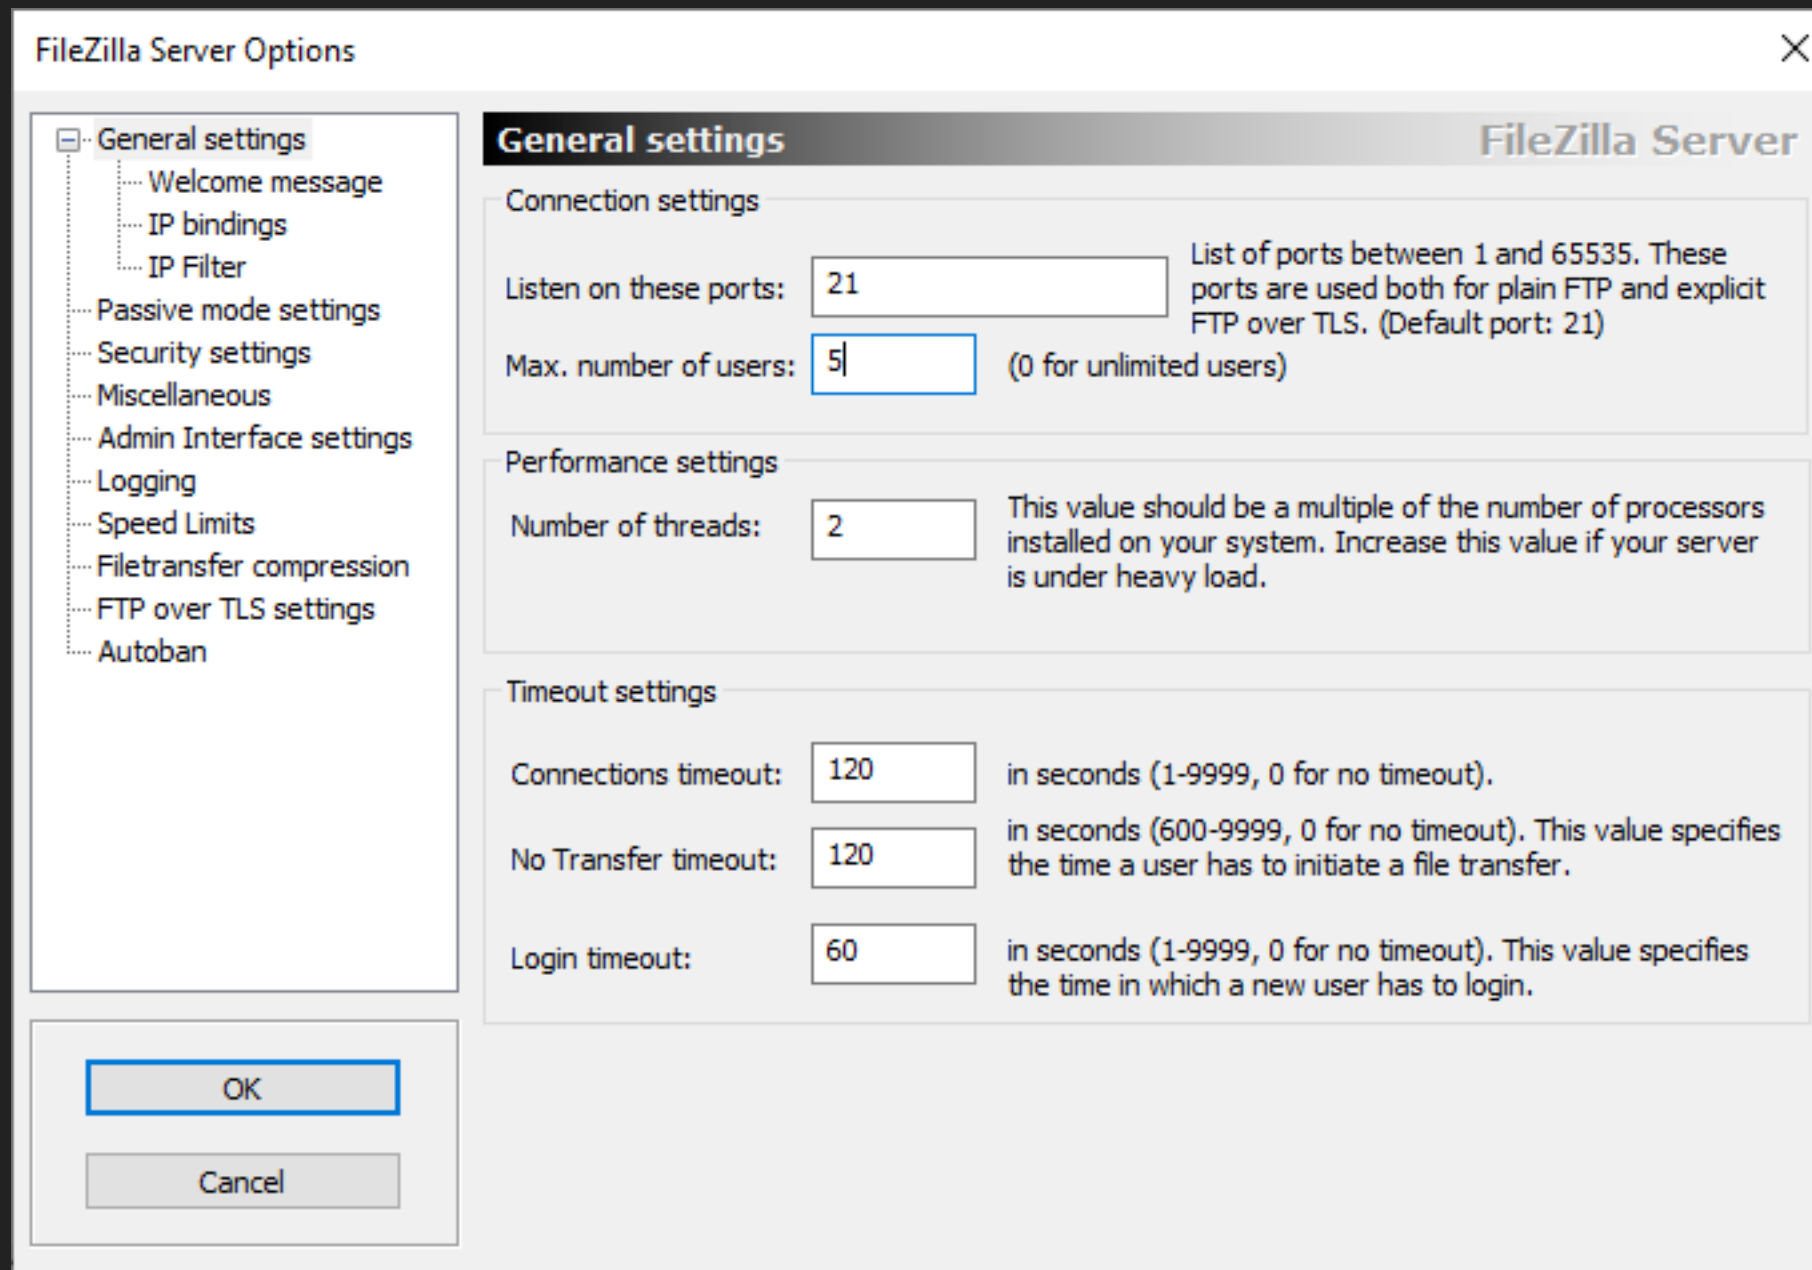 FileZilla Server Options
General settings
Welcome message
IP bindings
IP Filter
Passive mode settings
Security settings
Miscellaneous
Admin Interface settings
Logging
Speed Limits
Filetransfer compression
FTP over TLS settings
Autoban
OK
Cancel
General settings
FileZilla Server
Connection settings
Listen on these ports:
21
List of ports between 1 and 65535. These
ports are used both for plain FTP and explicit
FTP over TLS. (Default port: 21)
Max. number of users:
5
(0 for unlimited users)
Performance settings
Number of threads:
2
This value should be a multiple of the number of processors
installed on your system. Increase this value if your server
is under heavy load.
Timeout settings
Connections timeout:
120
in seconds (1-9999, 0 for no timeout).
No Transfer timeout:
120
in seconds (600-9999, 0 for no timeout). This value specifies
the time a user has to initiate a file transfer.
Login timeout:
60
in seconds (1-9999, 0 for no timeout). This value specifies
the time in which a new user has to login.